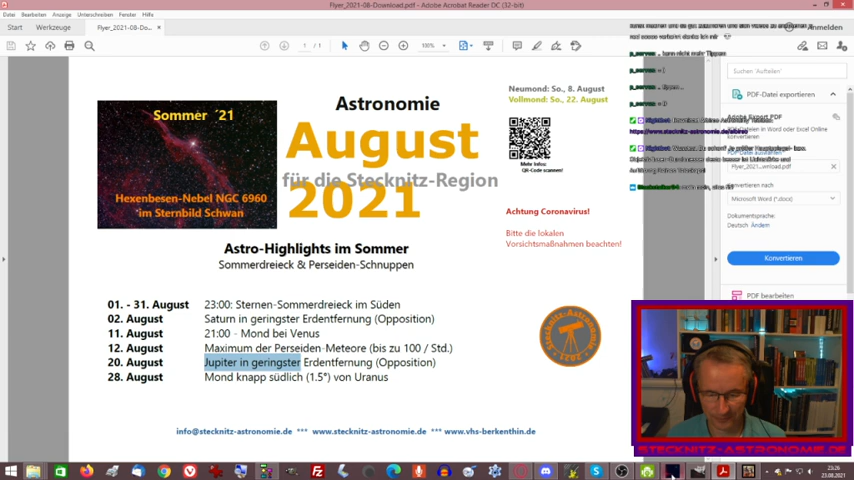 Flyer_2021-08-Download.pdf - Adobe Acrobat Reader DC (32-bit)
Datei Bearbeiten Anzeige Unterschreiben Fenster Hilfe
Start Werkzeuge Flyer_2021-08-Do... × Anmelden
1 / 1 100%
Sommer ´21
Hexenbesen-Nebel NGC 6960
im Sternbild Schwan
Astronomie
August
für die Stecknitz-Region
2021
Neumond: So., 8. August
Vollmond: So., 22. August
Mehr Infos:
QR-Code scannen!
Achtung Coronavirus!
Bitte die lokalen
Vorsichtsmaßnahmen beachten!
Astro-Highlights im Sommer
Sommerdreieck & Perseiden-Schnuppen
01. - 31. August 23:00: Sternen-Sommerdreieck im Süden
02. August Saturn in geringster Erdentfernung (Opposition)
11. August 21:00 - Mond bei Venus
12. August Maximum der Perseiden-Meteore (bis zu 100 / Std.)
20. August Jupiter in geringster Erdentfernung (Opposition)
28. August Mond knapp südlich (1.5°) von Uranus
Stecknitz-Astronomie
2021
info@stecknitz-astronomie.de *** www.stecknitz-astronomie.de *** www.vhs-berkenthin.de
Suchen
PDF-Datei exportieren
Adobe Export PDF
konvertieren
Konvertieren nach
Microsoft Word (*.docx)
Dokumentsprache:
Deutsch Ändern
Konvertieren
PDF bearbeiten
STECKNITZ-ASTRONOMIE.DE
23:26
23.08.2021